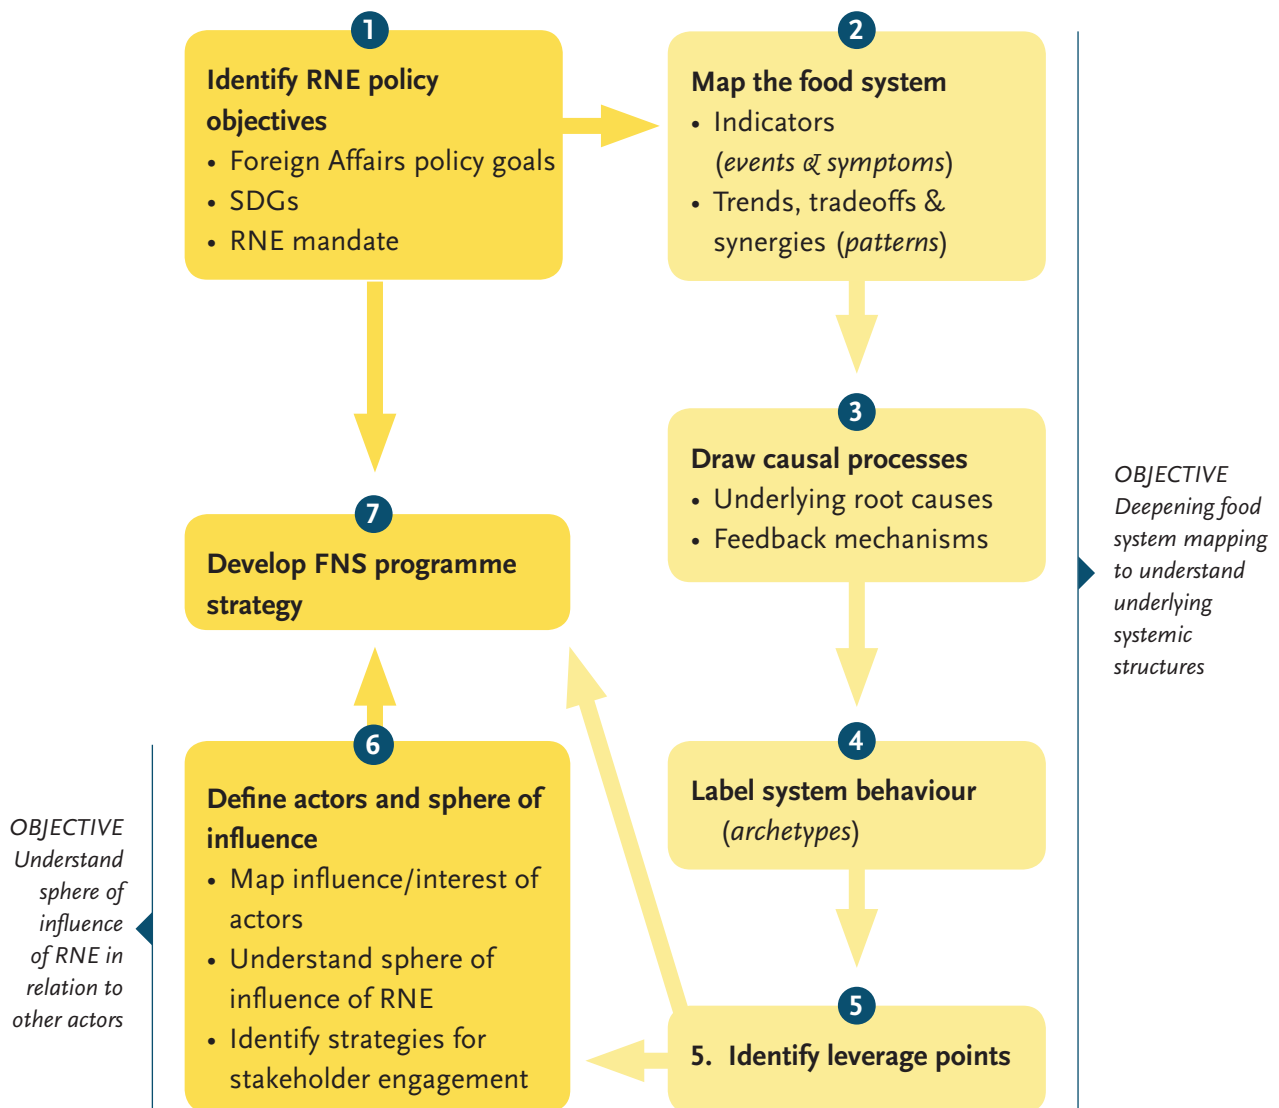 1
Identify RNE policy
objectives
• Foreign Affairs policy goals
• SDGs
• RNE mandate
2
Map the food system
• Indicators
(events & symptoms)
• Trends, tradeoffs &
synergies (patterns)
3
Draw causal processes
• Underlying root causes
• Feedback mechanisms
OBJECTIVE
Deepening food
system mapping
to understand
underlying
systemic
structures
7
Develop FNS programme
strategy
4
Label system behaviour
(archetypes)
6
Define actors and sphere of
influence
• Map influence/interest of
actors
• Understand sphere of
influence of RNE
• Identify strategies for
stakeholder engagement
OBJECTIVE
Understand
sphere of
influence
of RNE in
relation to
other actors
5
5. Identify leverage points